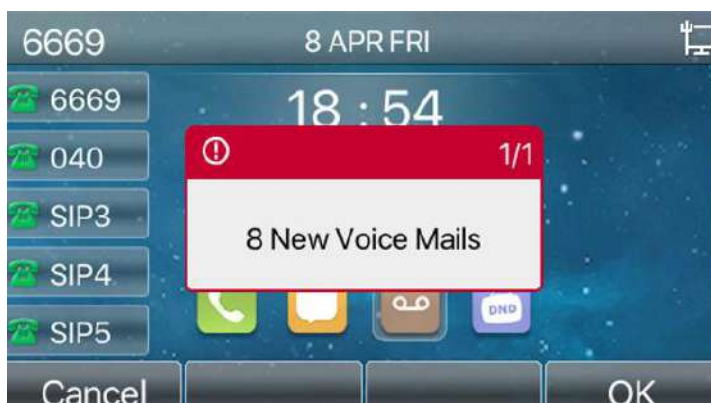 6669
8 APR FRI
6669
18 : 54
040
1/1
SIP3
8 New Voice Mails
SIP4
DND
SIP5
Cancel
OK